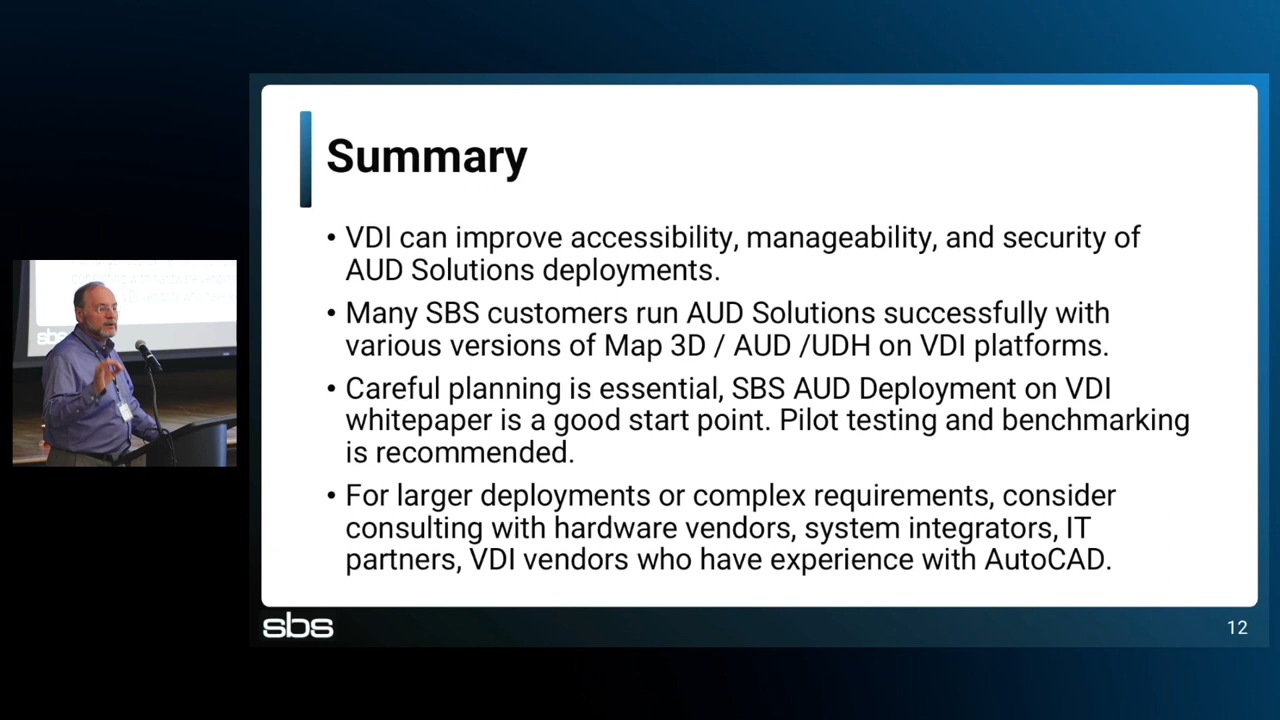 Summary
• VDI can improve accessibility, manageability, and security of
AUD Solutions deployments.
• Many SBS customers run AUD Solutions successfully with
various versions of Map 3D / AUD /UDH on VDI platforms.
• Careful planning is essential, SBS AUD Deployment on VDI
whitepaper is a good start point. Pilot testing and benchmarking
is recommended.
• For larger deployments or complex requirements, consider
consulting with hardware vendors, system integrators, IT
partners, VDI vendors who have experience with AutoCAD.
sbs
12